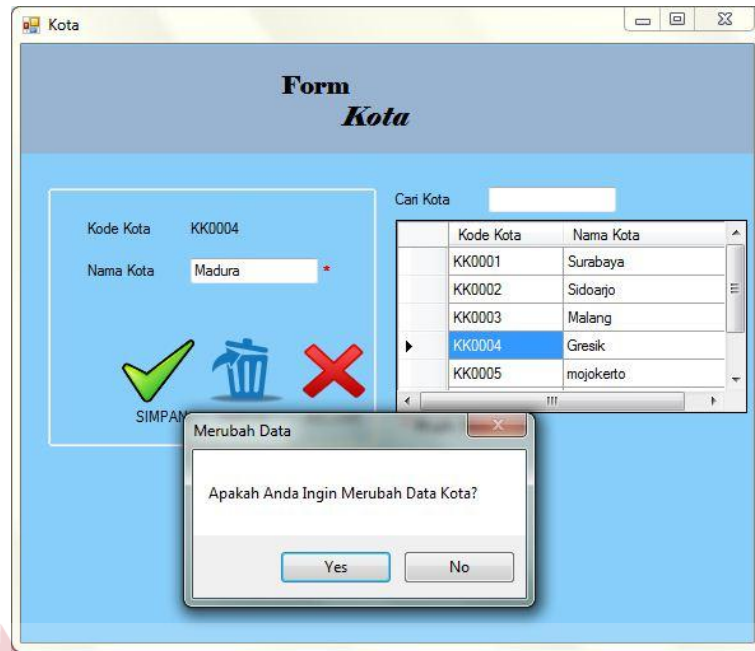 Kota
Form
Kota
Cari Kota
Kode Kota KK0004
Nama Kota Madura *
Kode Kota Nama Kota
KK0001 Surabaya
KK0002 Sidoarjo
KK0003 Malang
KK0004 Gresik
KK0005 mojokerto
SIMPAN
Merubah Data
Apakah Anda Ingin Merubah Data Kota?
Yes No